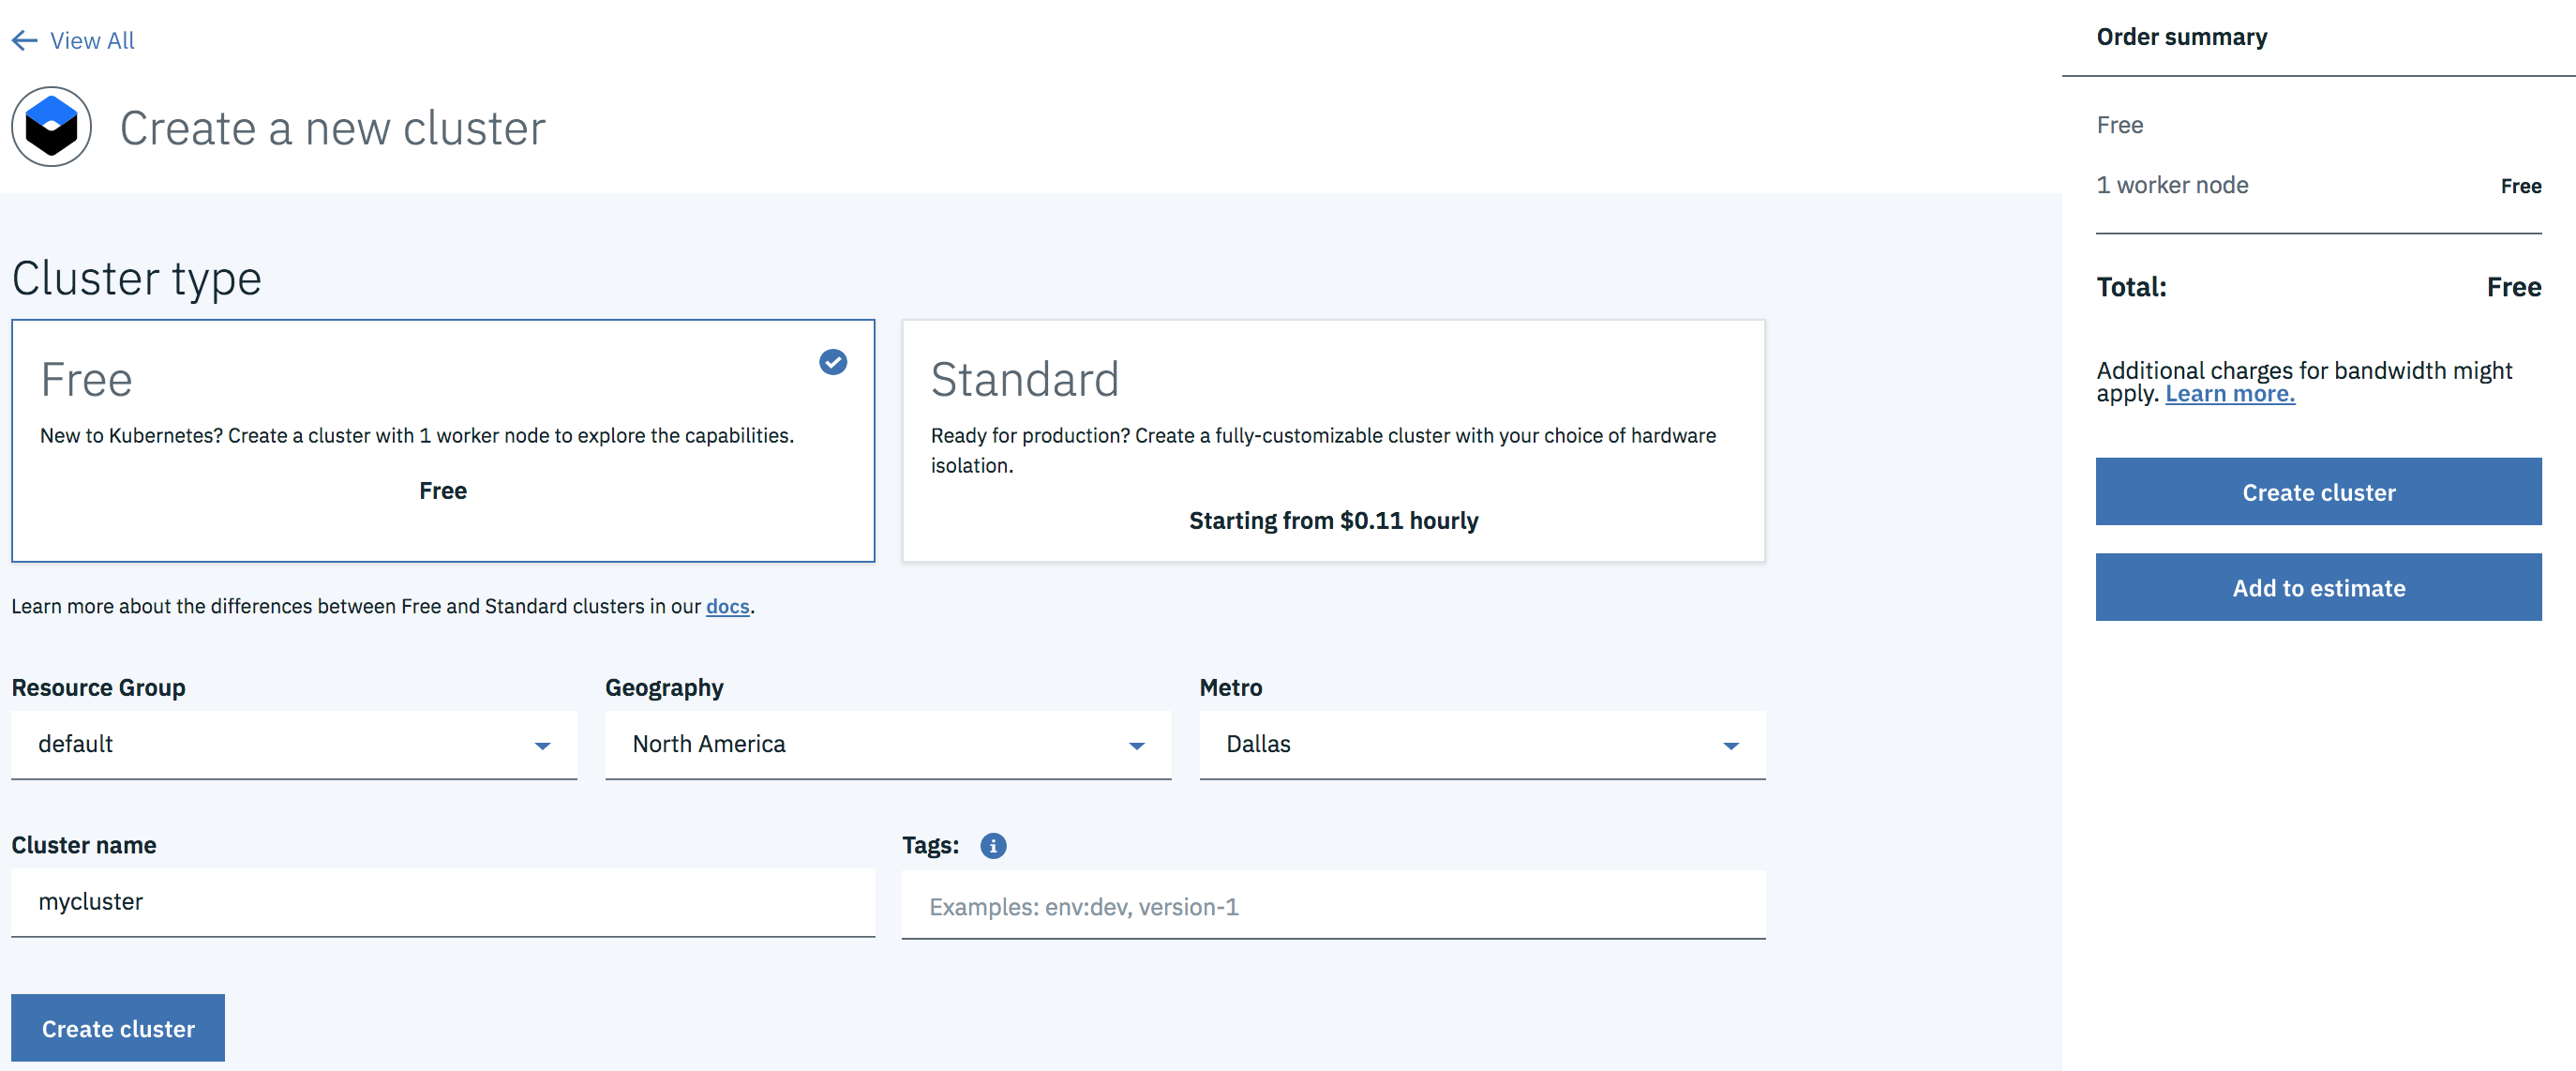 View All
Create a new cluster
Cluster type
Free
New to Kubernetes? Create a cluster with 1 worker node to explore the capabilities.
Free
Standard
Ready for production? Create a fully-customizable cluster with your choice of hardware
isolation.
Starting from $0.11 hourly
Learn more about the differences between Free and Standard clusters in our docs.
Resource Group
default
Geography
North America
Metro
Dallas
Cluster name
mycluster
Tags:
Examples: env:dev, version-1
Create cluster
Order summary
Free
1 worker node Free
Total: Free
Additional charges for bandwidth might
apply. Learn more.
Create cluster
Add to estimate